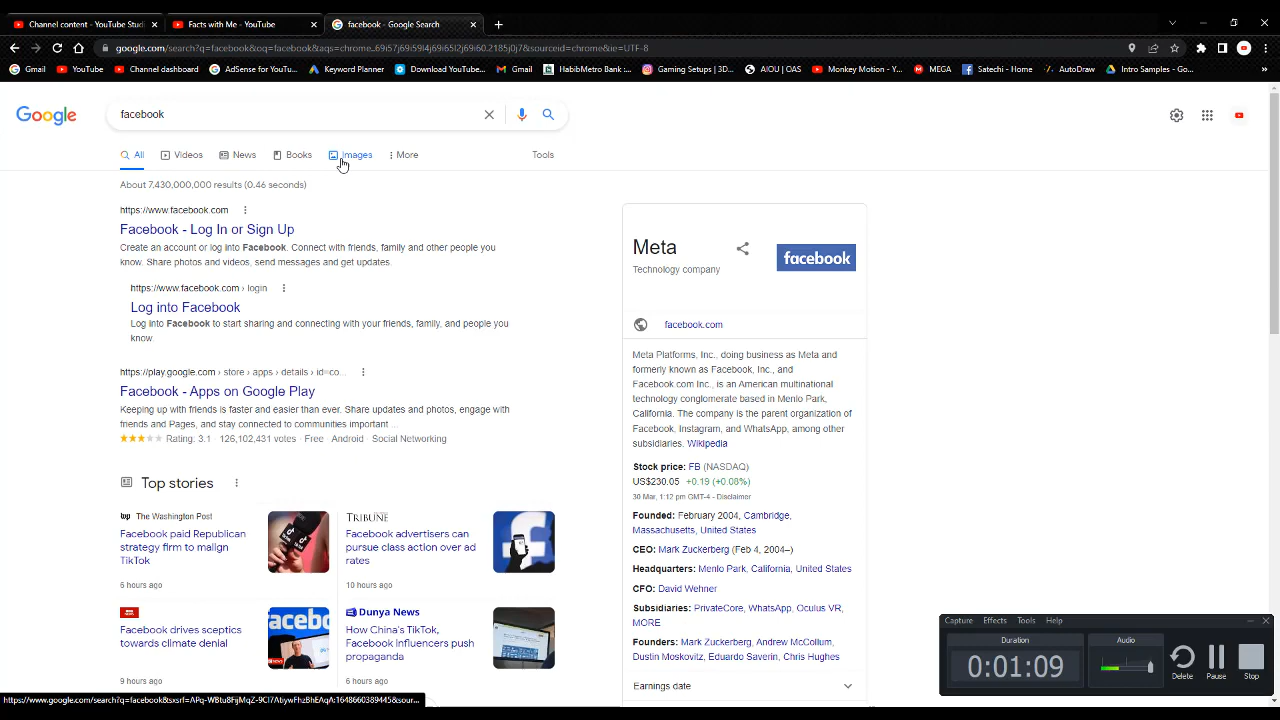 Channel content - YouTube Studi
Facts with Me - YouTube
facebook - Google Search
google.com/search?q=facebook&oq=facebook&aqs=chrome..69i57j69i59l4j69i65l2j69i60.2185j0j7&sourceid=chrome&ie=UTF-8
Gmail
YouTube
Channel dashboard
AdSense for YouTu...
Keyword Planner
Download YouTube...
Gmail
HabibMetro Bank :...
Gaming Setups | 3D...
AIOU | OAS
Monkey Motion - Y...
MEGA
Satechi - Home
AutoDraw
Intro Samples - Go...
Google
facebook
All
Videos
News
Books
Images
More
Tools
About 7,430,000,000 results (0.46 seconds)
https://www.facebook.com
Facebook - Log In or Sign Up
Create an account or log into Facebook. Connect with friends, family and other people you
know. Share photos and videos, send messages and get updates.
https://www.facebook.com › login
Log into Facebook
Log into Facebook to start sharing and connecting with your friends, family, and people you
know.
https://play.google.com › store › apps › details › id=co...
Facebook - Apps on Google Play
Keeping up with friends is faster and easier than ever. Share updates and photos, engage with
friends and Pages, and stay connected to communities important ...
Rating: 3.1 · 126,102,431 votes · Free · Android · Social Networking
Top stories
wp The Washington Post
Facebook paid Republican
strategy firm to malign
TikTok
6 hours ago
TRIBUNE
Facebook advertisers can
pursue class action over ad
rates
10 hours ago
Facebook drives sceptics
towards climate denial
9 hours ago
facebo
Dunya News
How China's TikTok,
Facebook influencers push
propaganda
6 hours ago
Meta
Technology company
facebook
facebook.com
Meta Platforms, Inc., doing business as Meta and
formerly known as Facebook, Inc., and
Facebook com Inc., is an American multinational
technology conglomerate based in Menlo Park,
California. The company is the parent organization of
Facebook, Instagram, and WhatsApp, among other
subsidiaries. Wikipedia
Stock price: FB (NASDAQ)
US$230.05 +0.19 (+0.08%)
30 Mar, 1:12 pm GMT-4 - Disclaimer
Founded: February 2004, Cambridge,
Massachusetts, United States
CEO: Mark Zuckerberg (Feb 4, 2004–)
Headquarters: Menlo Park, California, United States
CFO: David Wehner
Subsidiaries: PrivateCore, WhatsApp, Oculus VR,
MORE
Founders: Mark Zuckerberg, Andrew McCollum,
Dustin Moskovitz, Eduardo Saverin, Chris Hughes
Earnings date
Capture
Effects
Tools
Help
Duration
0:01:09
Audio
Delete
Pause
Stop